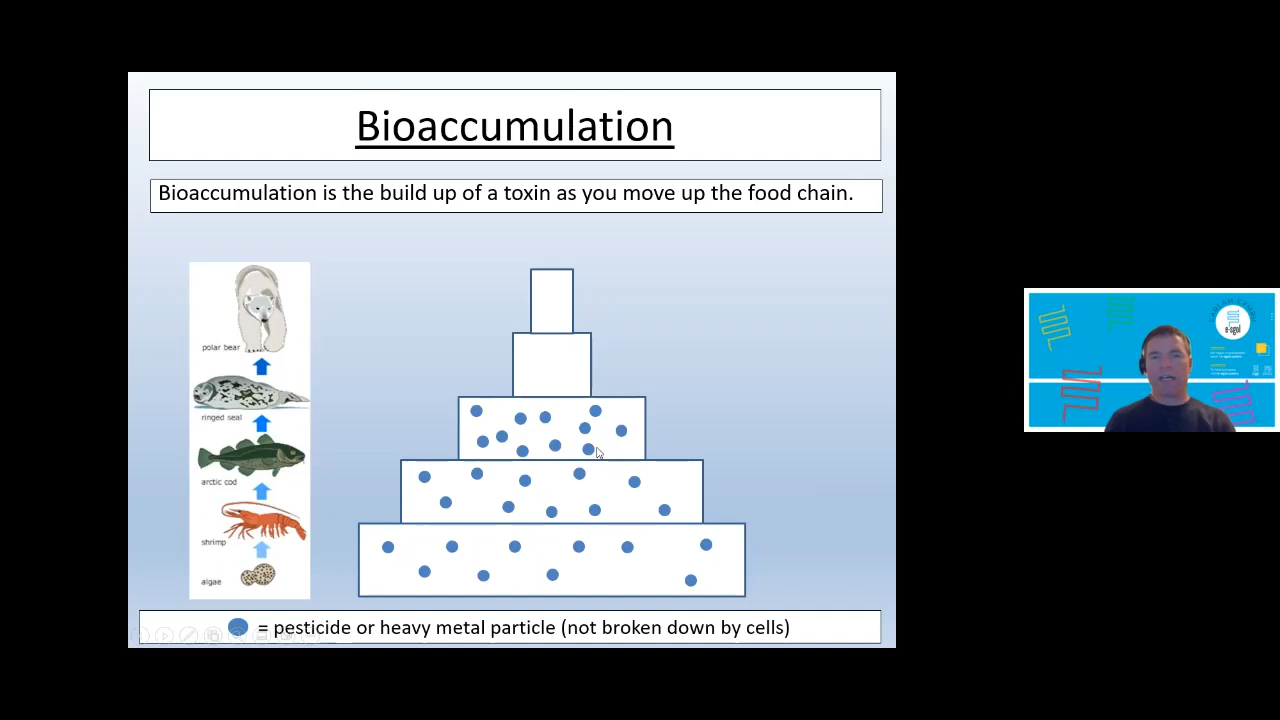 Bioaccumulation
Bioaccumulation is the build up of a toxin as you move up the food chain.
polar bear
ringed seal
arctic cod
shrimp
algae
= pesticide or heavy metal particle (not broken down by cells)
e-sgol